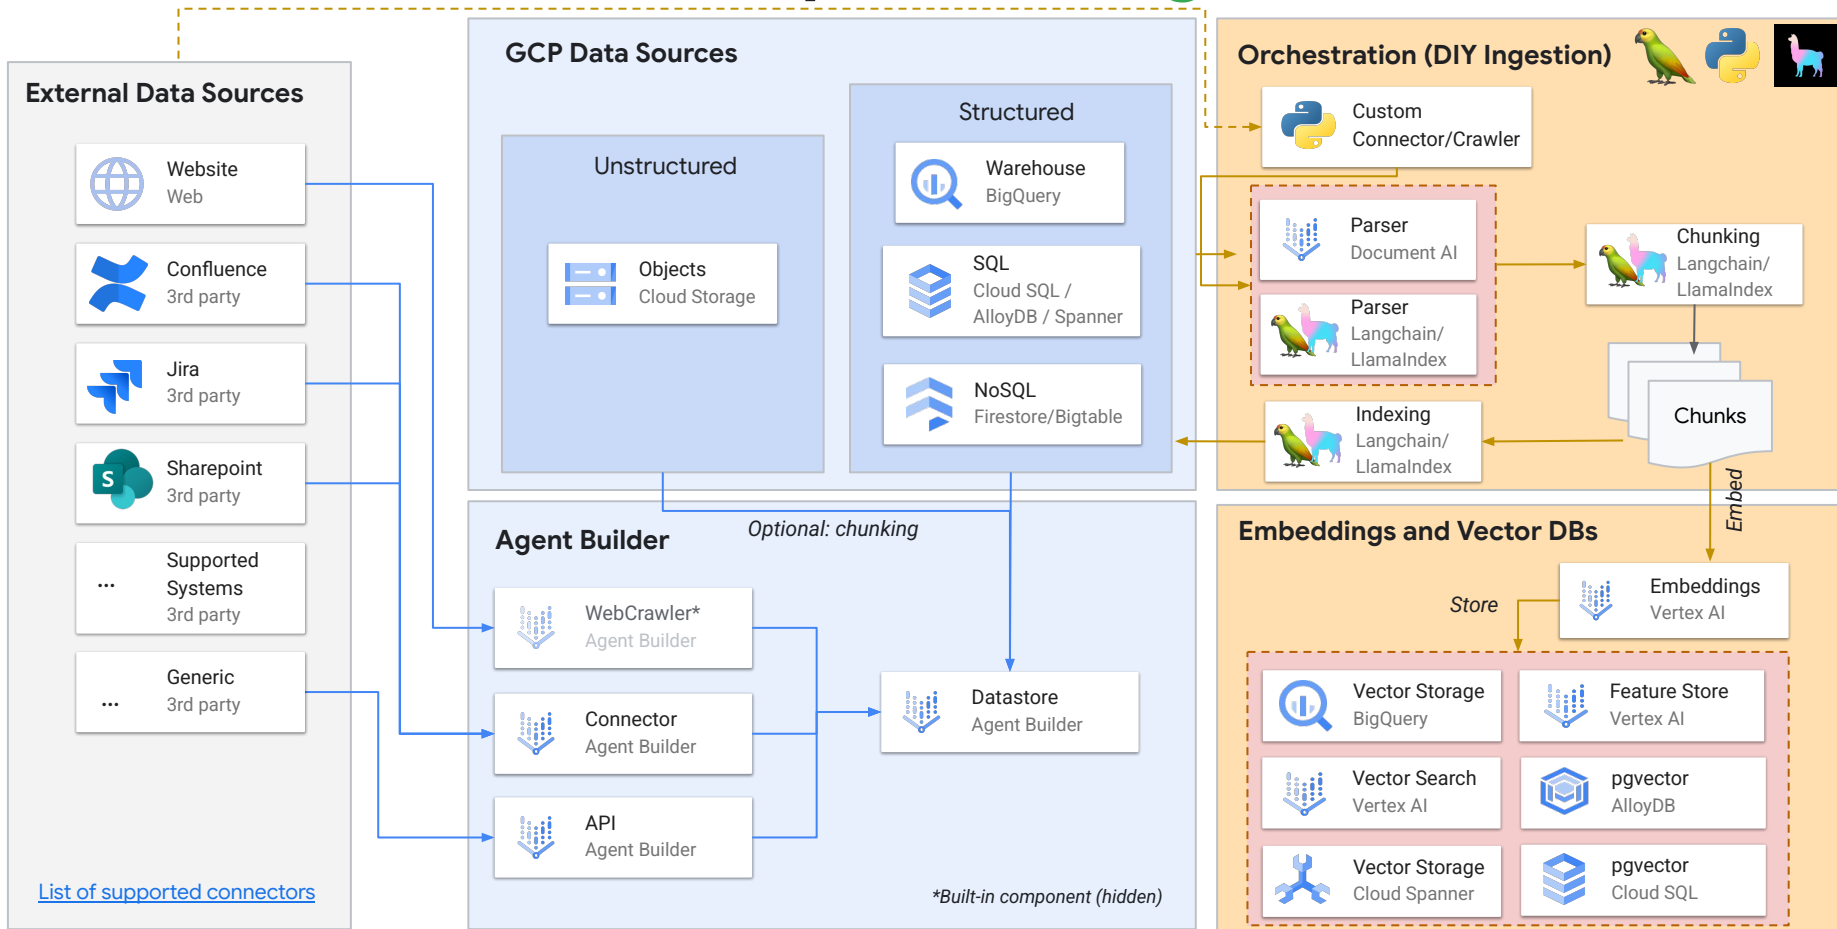 External Data Sources
Website
Web
Confluence
3rd party
Jira
3rd party
S
Sharepoint
3rd party
...
Supported
Systems
3rd party
...
Generic
3rd party
List of supported connectors
GCP Data Sources
Unstructured
Objects
Cloud Storage
Structured
Warehouse
BigQuery
SQL
Cloud SQL /
AlloyDB / Spanner
NoSQL
Firestore/Bigtable
Agent Builder
Optional: chunking
WebCrawler*
Agent Builder
Connector
Agent Builder
API
Agent Builder
Datastore
Agent Builder
*Built-in component (hidden)
Orchestration (DIY Ingestion)
Custom
Connector/Crawler
Parser
Document AI
Parser
Langchain/
LlamaIndex
Chunking
Langchain/
LlamaIndex
Chunks
Indexing
Langchain/
LlamaIndex
Embed
Embeddings and Vector DBs
Embeddings
Vertex AI
Store
Vector Storage
BigQuery
Feature Store
Vertex AI
Vector Search
Vertex AI
pgvector
AlloyDB
Vector Storage
Cloud Spanner
pgvector
Cloud SQL